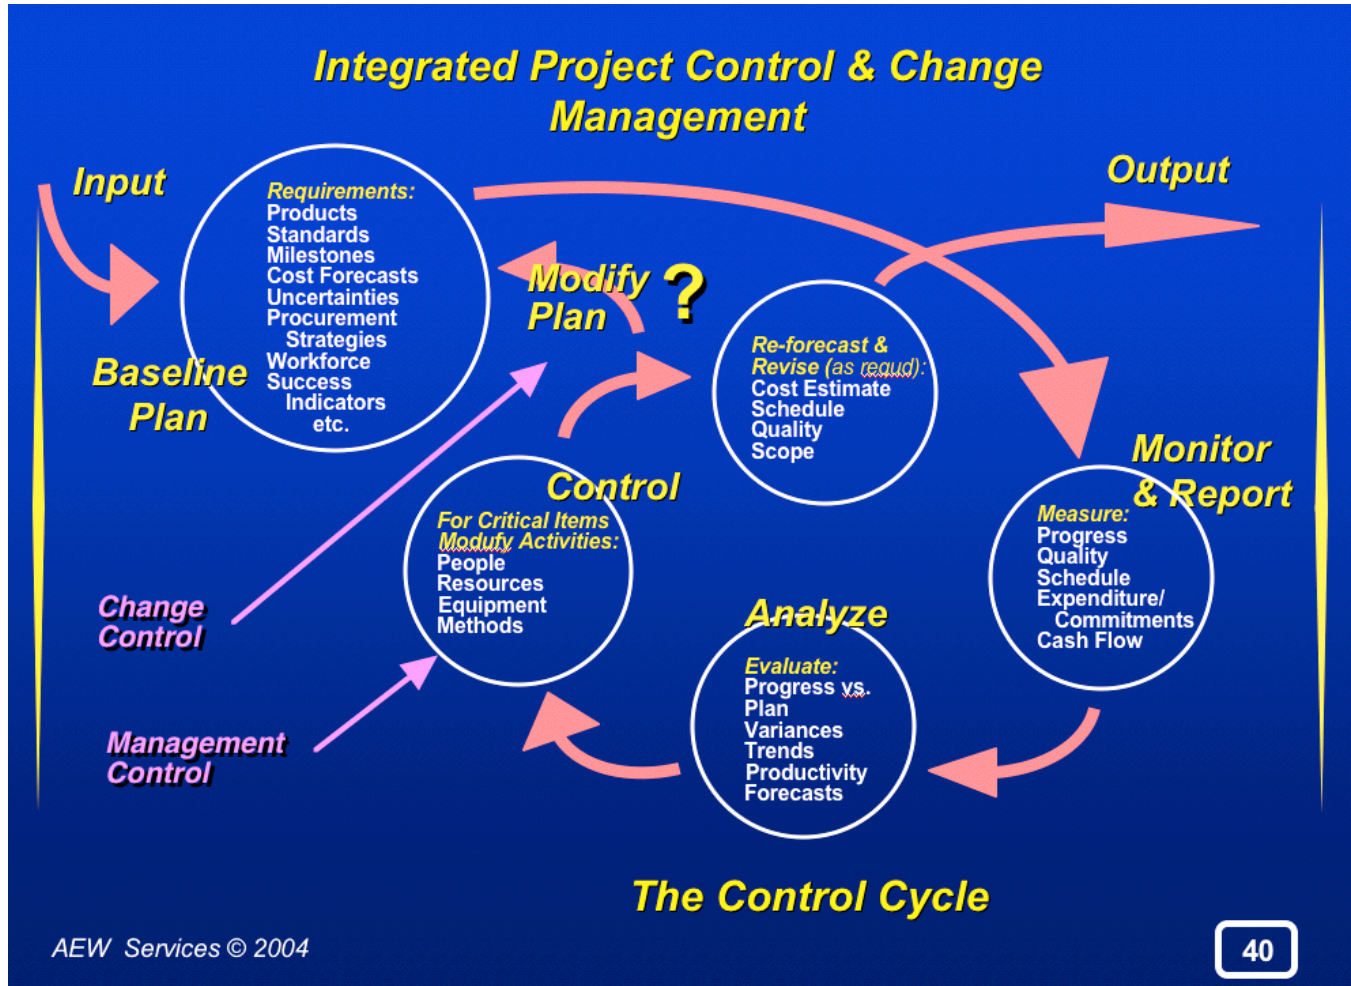 Integrated Project Control & Change
Management
Input
Output
Requirements:
Products
Standards
Milestones
Cost Forecasts
Uncertainties
Procurement
Strategies
Workforce
Success
Indicators
etc.
Baseline
Plan
Modify
Plan
?
Re-forecast &
Revise (as requd):
Cost Estimate
Schedule
Quality
Scope
Monitor
& Report
Measure:
Progress
Quality
Schedule
Expenditure/
Commitments
Cash Flow
Control
For Critical Items
Modufy Activities:
People
Resources
Equipment
Methods
Analyze
Evaluate:
Progress vs.
Plan
Variances
Trends
Productivity
Forecasts
Change
Control
Management
Control
The Control Cycle
AEW Services © 2004
40